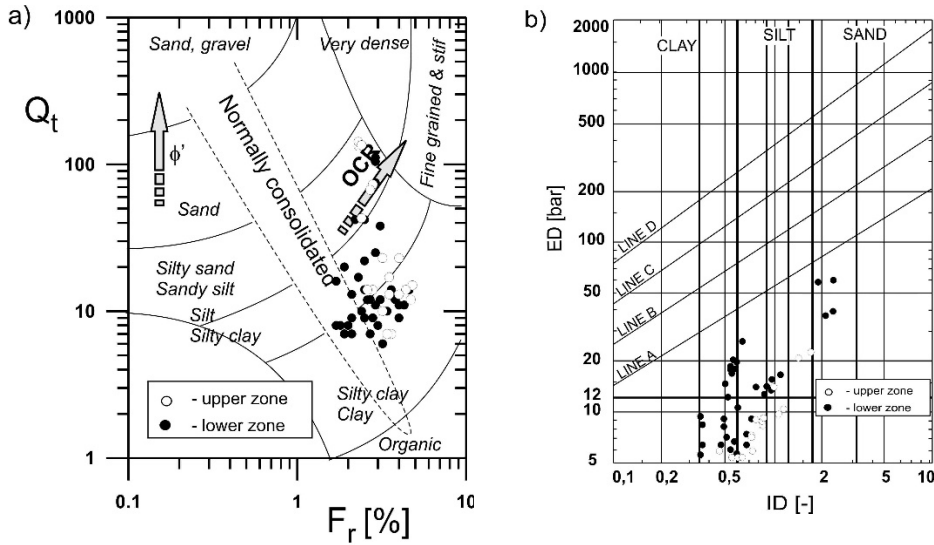 a)
Sand, gravel
Very dense
Fine grained & stif
Q t
1000
100
10
1
ϕ'
OCR
Normally consolidated
Sand
Silty sand
Sandy silt
Silt
Silty clay
Silty clay
Clay
Organic
- upper zone
- lower zone
0.1
1
10
F r [%]
b)
CLAY
SILT
SAND
ED [bar]
2000
1000
500
200
100
50
20
12
10
5
LINE D
LINE C
LINE B
LINE A
- upper zone
- lower zone
0,1
0,2
0,5
1
2
5
10
ID [-]